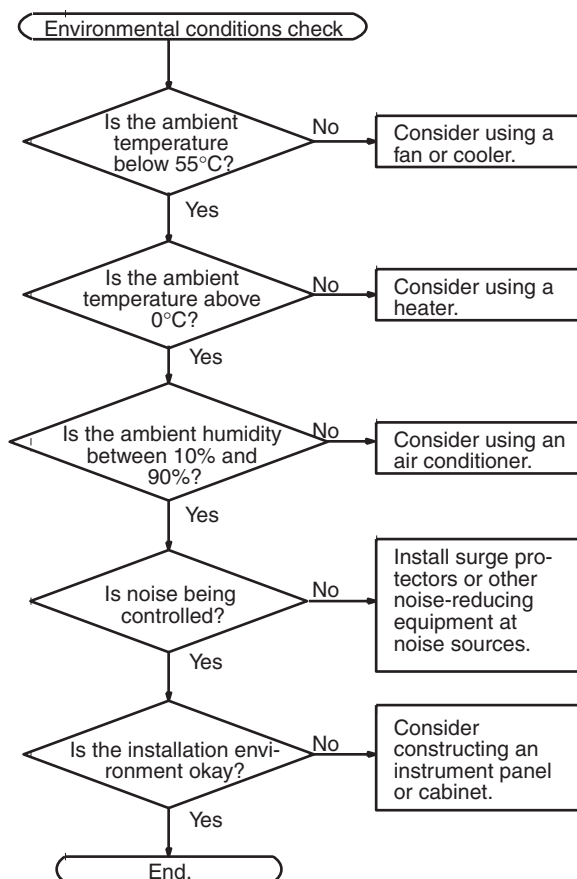 Environmental conditions check
Is the ambient
temperature
below 55°C?
No
Consider using a
fan or cooler.
Yes
Is the ambient
temperature above
0°C?
No
Consider using a
heater.
Yes
Is the ambient humidity
between 10% and
90%?
No
Consider using an
air conditioner.
Yes
Is noise being
controlled?
No
Install surge pro-
tectors or other
noise-reducing
equipment at
noise sources.
Yes
Is the installation envi-
ronment okay?
No
Consider
constructing an
instrument panel
or cabinet.
Yes
End.